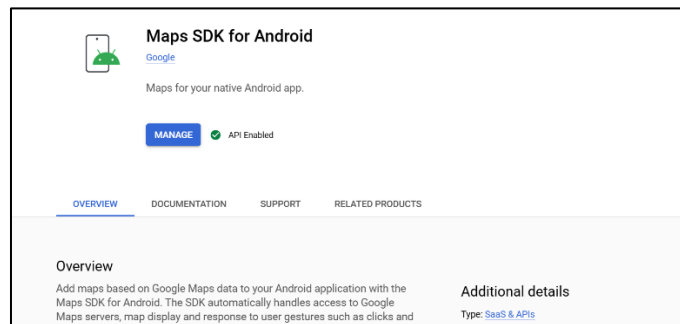 Maps SDK for Android
Google
Maps for your native Android app.
MANAGE API Enabled
OVERVIEW DOCUMENTATION SUPPORT RELATED PRODUCTS
Overview
Add maps based on Google Maps data to your Android application with the
Maps SDK for Android. The SDK automatically handles access to Google
Maps servers, map display and response to user gestures such as clicks and
Additional details
Type: SaaS & APIs